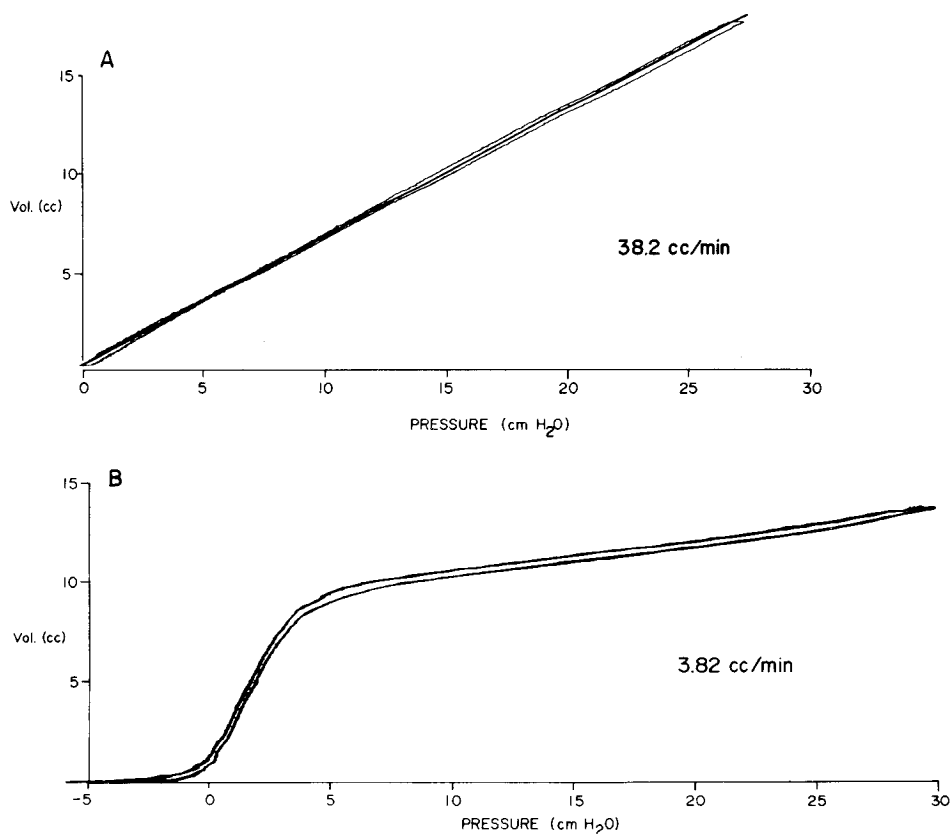 A
15
10
Vol. (cc)
5
38.2 cc/min
0 5 10 15 20 25 30
PRESSURE (cm H2O)
B
15
10
Vol. (cc)
5
3.82 cc/min
-5 0 5 10 15 20 25 30
PRESSURE (cm H2O)